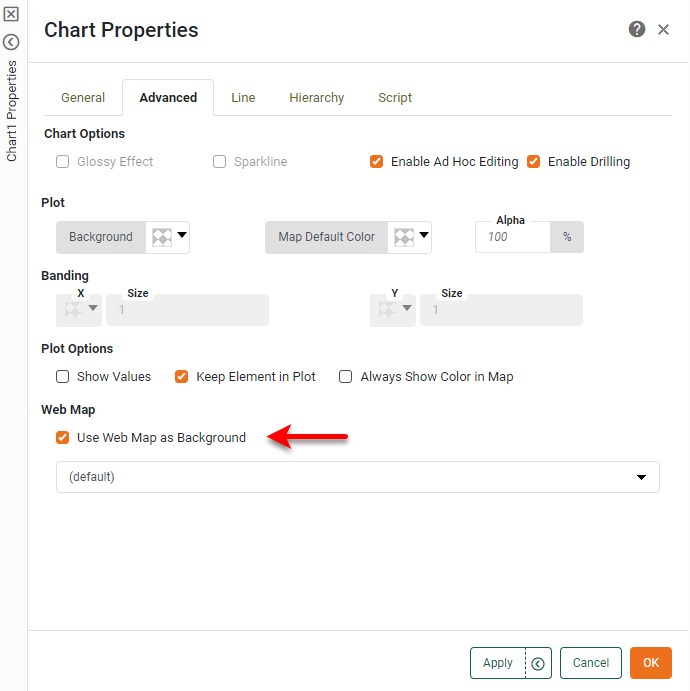 Chart Properties
Chart1 Properties
General Advanced Line Hierarchy Script
Chart Options
Glossy Effect Sparkline Enable Ad Hoc Editing Enable Drilling
Plot
Background Map Default Color Alpha 100 %
Banding
X Size Y Size
1 1
Plot Options
Show Values Keep Element in Plot Always Show Color in Map
Web Map
Use Web Map as Background
(default)
Apply Cancel OK